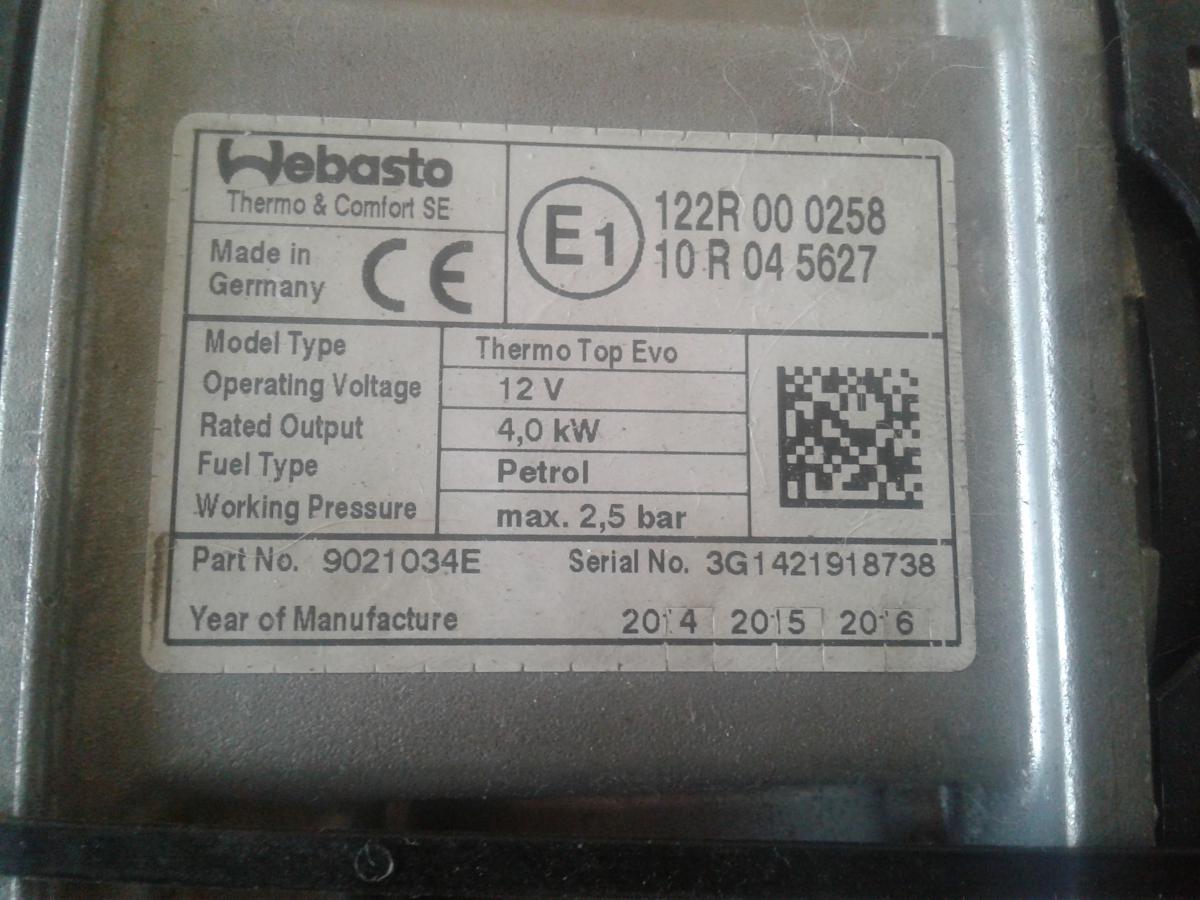 Webasto
Thermo & Comfort SE
Made in
Germany
CE
E1
122R 00 0258
10 R 04 5627
Model Type Thermo Top Evo
Operating Voltage 12 V
Rated Output 4,0 kW
Fuel Type Petrol
Working Pressure max. 2,5 bar
Part No. 9021034E Serial No. 3G1421918738
Year of Manufacture 2014 2015 2016